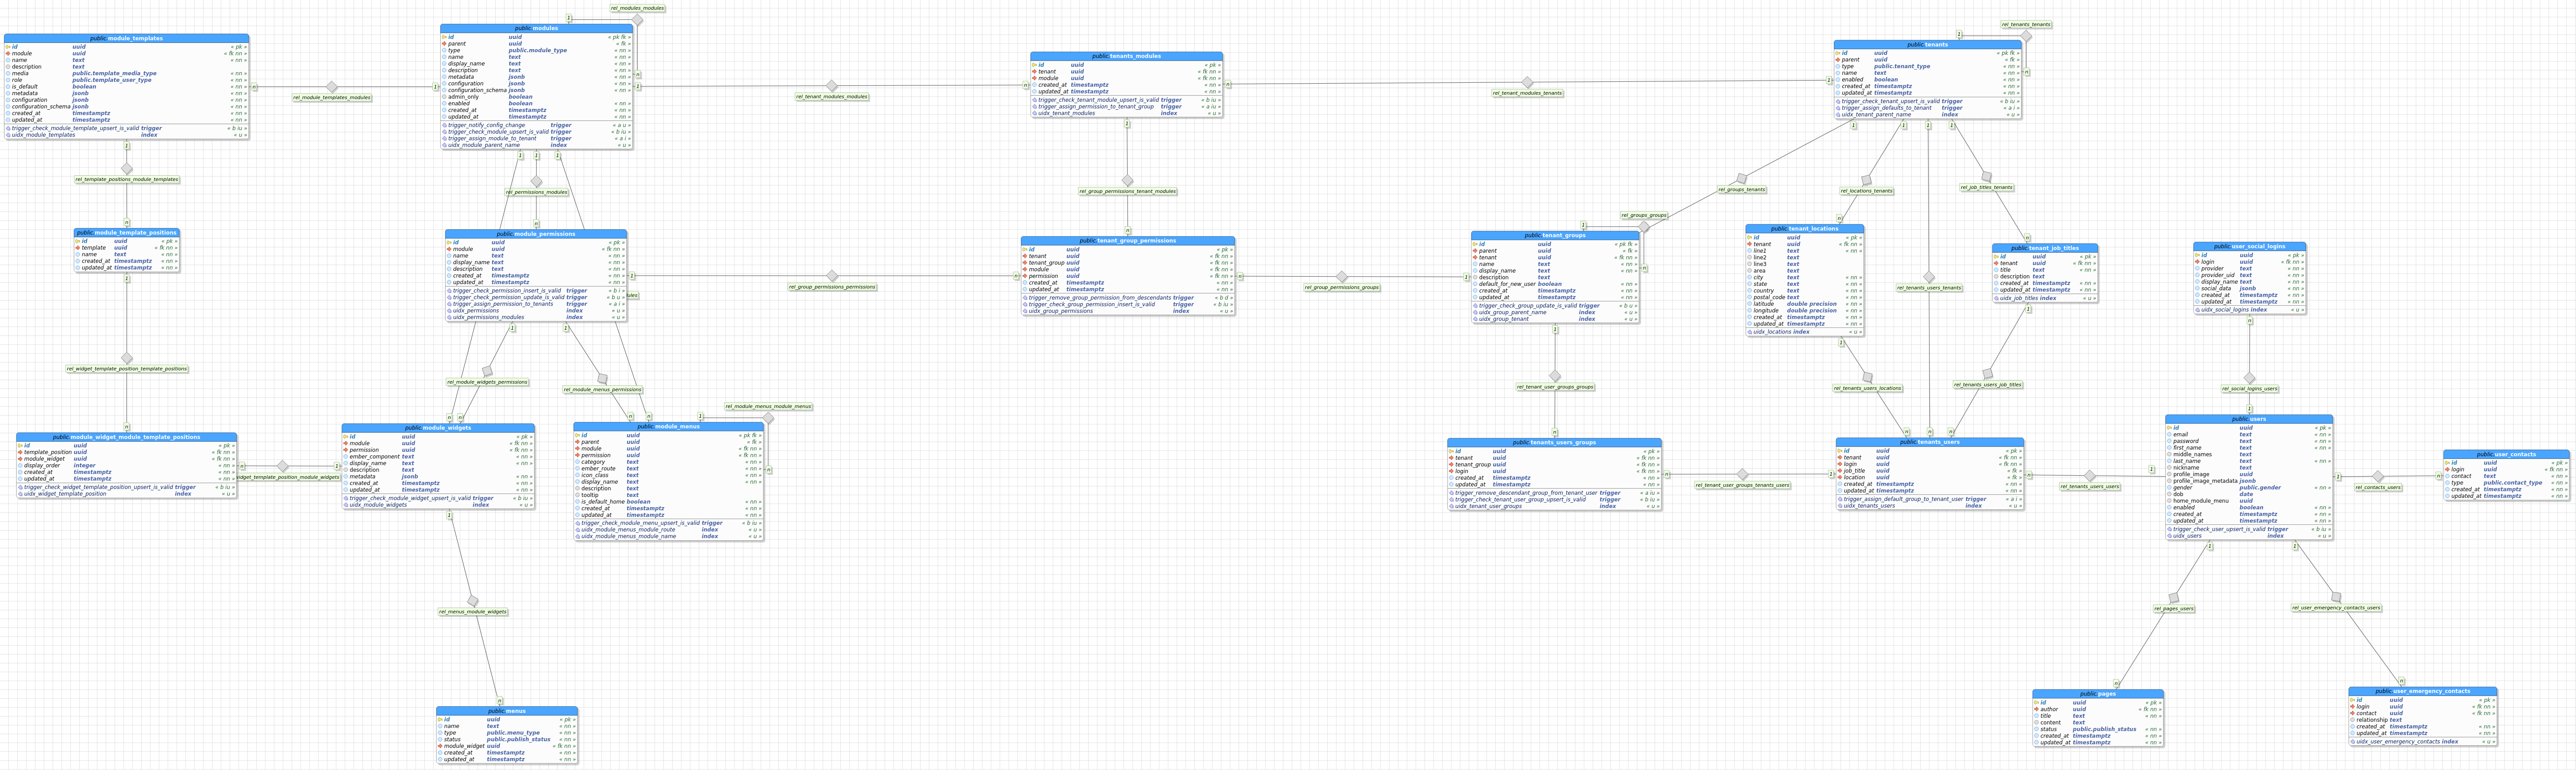 rel_modules_modules
rel_tenants_tenants
public.module_templates
id uuid « pk »
module uuid « fk nn »
name text « nn »
description text
media public.template_media_type « nn »
role public.template_user_type « nn »
is_default boolean « nn »
metadata jsonb « nn »
configuration jsonb « nn »
configuration_schema jsonb « nn »
created_at timestamptz « nn »
updated_at timestamptz « nn »
trigger_check_module_template_upsert_is_valid trigger « b iu »
uidx_module_templates index « u »
public.modules
id uuid « pk fk »
parent uuid « fk »
type public.module_type « nn »
name text « nn »
display_name text « nn »
description text « nn »
metadata jsonb « nn »
configuration jsonb « nn »
configuration_schema jsonb « nn »
admin_only boolean
enabled boolean « nn »
created_at timestamptz « nn »
updated_at timestamptz « nn »
trigger_notify_config_change trigger « a u »
trigger_check_module_upsert_is_valid trigger « b iu »
trigger_assign_module_to_tenant trigger « a i »
uidx_module_parent_name index « u »
public.tenants_modules
id uuid « pk »
tenant uuid « fk nn »
module uuid « fk nn »
created_at timestamptz « nn »
updated_at timestamptz « nn »
trigger_check_tenant_module_upsert_is_valid trigger « b iu »
trigger_assign_permission_to_tenant_group trigger « a iu »
uidx_tenant_modules index « u »
public.tenants
id uuid « pk fk »
parent uuid « fk »
type public.tenant_type « nn »
name text « nn »
enabled boolean « nn »
created_at timestamptz « nn »
updated_at timestamptz « nn »
trigger_check_tenant_upsert_is_valid trigger « b iu »
trigger_assign_defaults_to_tenant trigger « a i »
uidx_tenant_parent_name index « u »
rel_module_templates_modules
rel_tenant_modules_modules
rel_tenant_modules_tenants
rel_template_positions_module_templates
rel_permissions_modules
rel_group_permissions_tenant_modules
rel_groups_tenants
rel_locations_tenants
rel_job_titles_tenants
rel_groups_groups
public.module_template_positions
id uuid « pk »
template uuid « fk nn »
name text « nn »
created_at timestamptz « nn »
updated_at timestamptz « nn »
public.module_permissions
id uuid « pk »
module uuid « fk nn »
name text « nn »
display_name text « nn »
description text « nn »
created_at timestamptz « nn »
updated_at timestamptz « nn »
trigger_check_permission_insert_is_valid trigger « b i »
trigger_check_permission_update_is_valid trigger « b u »
trigger_assign_permission_to_tenants trigger « a i »
uidx_permissions index « u »
uidx_permissions_modules index « u »
ules
public.tenant_group_permissions
id uuid « pk »
tenant uuid « fk nn »
tenant_group uuid « fk nn »
module uuid « fk nn »
permission uuid « fk nn »
created_at timestamptz « nn »
updated_at timestamptz « nn »
trigger_remove_group_permission_from_descendants trigger « b d »
trigger_check_group_permission_insert_is_valid trigger « b iu »
uidx_group_permissions index « u »
public.tenant_groups
id uuid « pk fk »
parent uuid « fk »
tenant uuid « fk nn »
name text « nn »
display_name text « nn »
description text
default_for_new_user boolean « nn »
created_at timestamptz « nn »
updated_at timestamptz « nn »
trigger_check_group_update_is_valid trigger « b u »
uidx_group_parent_name index « u »
uidx_group_tenant index « u »
public.tenant_locations
id uuid « pk »
tenant uuid « fk nn »
line1 text « nn »
line2 text
line3 text
area text
city text « nn »
state text « nn »
country text « nn »
postal_code text « nn »
latitude double precision « nn »
longitude double precision « nn »
created_at timestamptz « nn »
updated_at timestamptz « nn »
uidx_locations index « u »
public.tenant_job_titles
id uuid « pk »
tenant uuid « fk nn »
title text « nn »
description text
created_at timestamptz « nn »
updated_at timestamptz « nn »
uidx_job_titles index « u »
public.user_social_logins
id uuid « pk »
login uuid « fk nn »
provider text « nn »
provider_uid text « nn »
display_name text « nn »
social_data jsonb « nn »
created_at timestamptz « nn »
updated_at timestamptz « nn »
uidx_social_logins index « u »
rel_group_permissions_permissions
rel_group_permissions_groups
rel_tenants_users_tenants
rel_widget_template_position_template_positions
rel_module_widgets_permissions
rel_module_menus_permissions
rel_tenant_user_groups_groups
rel_tenants_users_locations
rel_tenants_users_job_titles
rel_social_logins_users
rel_module_menus_module_menus
public.module_widget_module_template_positions
id uuid « pk »
template_position uuid « fk nn »
module_widget uuid « fk nn »
display_order integer « nn »
created_at timestamptz « nn »
updated_at timestamptz « nn »
trigger_check_widget_template_position_upsert_is_valid trigger « b iu »
uidx_widget_template_position index « u »
widget_template_position_module_widgets
public.module_widgets
id uuid « pk »
module uuid « fk nn »
permission uuid « fk nn »
ember_component text « nn »
display_name text « nn »
description text
metadata jsonb « nn »
created_at timestamptz « nn »
updated_at timestamptz « nn »
trigger_check_module_widget_upsert_is_valid trigger « b iu »
uidx_module_widgets index « u »
public.module_menus
id uuid « pk fk »
parent uuid « fk »
module uuid « fk nn »
permission uuid « fk nn »
category text « nn »
ember_route text « nn »
icon_class text « nn »
display_name text « nn »
description text
tooltip text
is_default_home boolean « nn »
created_at timestamptz « nn »
updated_at timestamptz « nn »
trigger_check_module_menu_upsert_is_valid trigger « b iu »
uidx_module_menus_module_route index « u »
uidx_module_menus_module_name index « u »
public.tenants_users_groups
id uuid « pk »
tenant uuid « fk nn »
tenant_group uuid « fk nn »
login uuid « fk nn »
created_at timestamptz « nn »
updated_at timestamptz « nn »
trigger_remove_descendant_group_from_tenant_user trigger « a iu »
trigger_check_tenant_user_group_upsert_is_valid trigger « b iu »
uidx_tenant_user_groups index « u »
rel_tenant_user_groups_tenants_users
public.tenants_users
id uuid « pk »
tenant uuid « fk nn »
login uuid « fk nn »
job_title uuid « fk »
location uuid « fk »
created_at timestamptz « nn »
updated_at timestamptz « nn »
trigger_assign_default_group_to_tenant_user trigger « a i »
uidx_tenants_users index « u »
rel_tenants_users_users
public.users
id uuid « pk »
email text « nn »
password text « nn »
first_name text « nn »
middle_names text
last_name text « nn »
nickname text
profile_image uuid
profile_image_metadata jsonb
gender public.gender « nn »
dob date
home_module_menu uuid
enabled boolean « nn »
created_at timestamptz « nn »
updated_at timestamptz « nn »
trigger_check_user_upsert_is_valid trigger « b iu »
uidx_users index « u »
rel_contacts_users
public.user_contacts
id uuid « pk »
login uuid « fk nn »
contact text « nn »
type public.contact_type « nn »
created_at timestamptz « nn »
updated_at timestamptz « nn »
rel_menus_module_widgets
rel_pages_users
rel_user_emergency_contacts_users
public.menus
id uuid « pk »
name text « nn »
type public.menu_type « nn »
status public.publish_status « nn »
module_widget uuid « fk nn »
created_at timestamptz « nn »
updated_at timestamptz « nn »
public.pages
id uuid « pk »
author uuid « fk nn »
title text « nn »
content text
status public.publish_status « nn »
created_at timestamptz « nn »
updated_at timestamptz « nn »
public.user_emergency_contacts
id uuid « pk »
login uuid « fk nn »
contact uuid « fk nn »
relationship text
created_at timestamptz « nn »
updated_at timestamptz « nn »
uidx_user_emergency_contacts index « u »